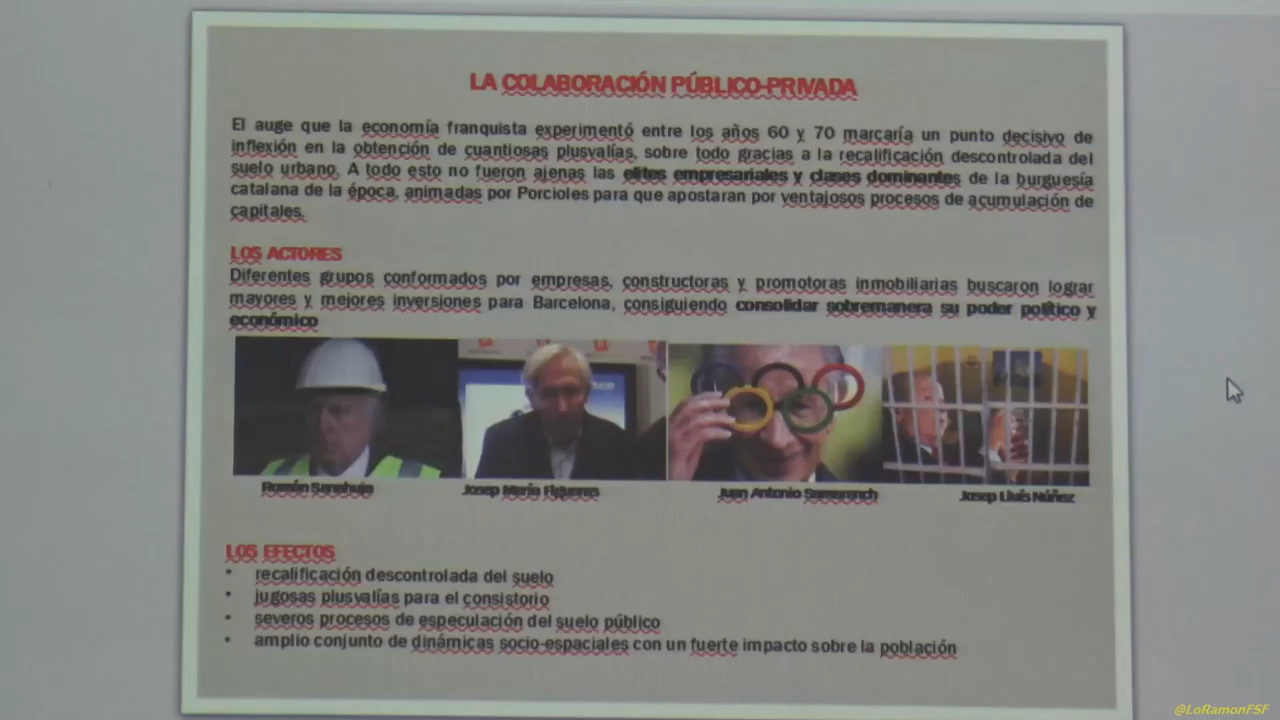 LA COLABORACIÓN PÚBLICO-PRIVADA
El auge que la economía franquista experimentó entre los años 60 y 70 marcaría un punto decisivo de
inflexión en la obtención de cuantiosas plusvalías, sobre todo gracias a la recalificación descontrolada del
suelo urbano. A todo esto no fueron ajenas las elites empresariales y clases dominantes de la burguesía
catalana de la época, animadas por Porcioles para que apostaran por ventajosos procesos de acumulación de
capitales.
LOS ACTORES
Diferentes grupos conformados por empresas, constructoras y promotoras inmobiliarias buscaron lograr
mayores y mejores inversiones para Barcelona, consiguiendo consolidar sobremanera su poder político y
económico
Román Sanahuja Josep María Figueras Juan Antonio Samaranch Josep Lluís Núñez
LOS EFECTOS
• recalificación descontrolada del suelo
• jugosas plusvalías para el consistorio
• severos procesos de especulación del suelo público
• amplio conjunto de dinámicas socio-espaciales con un fuerte impacto sobre la población
@LoRamonFSF